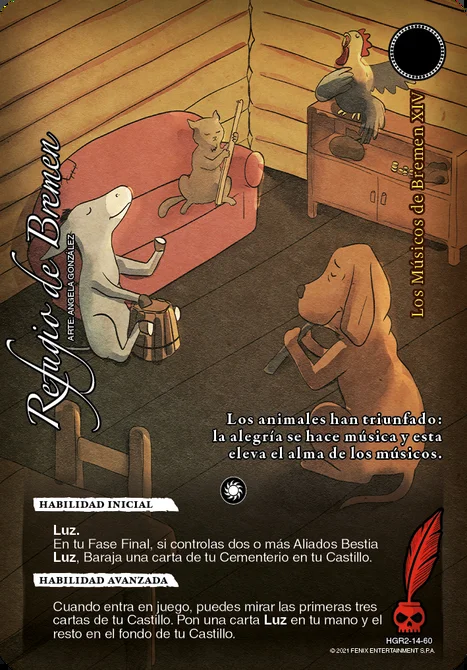 Refugio de Bremen
ARTE: ANGELA GONZÁLEZ
Los Músicos de Bremen XIV
Los animales han triunfado:
la alegría se hace música y esta
eleva el alma de los músicos.
HABILIDAD INICIAL
Luz.
En tu Fase Final, si controlas dos o más Aliados Bestia
Luz, Baraja una carta de tu Cementerio en tu Castillo.
HABILIDAD AVANZADA
Cuando entra en juego, puedes mirar las primeras tres
cartas de tu Castillo. Pon una carta Luz en tu mano y el
resto en el fondo de tu Castillo.
HGR2-14-60
© 2021 FENIX ENTERTAINMENT S.P.A.